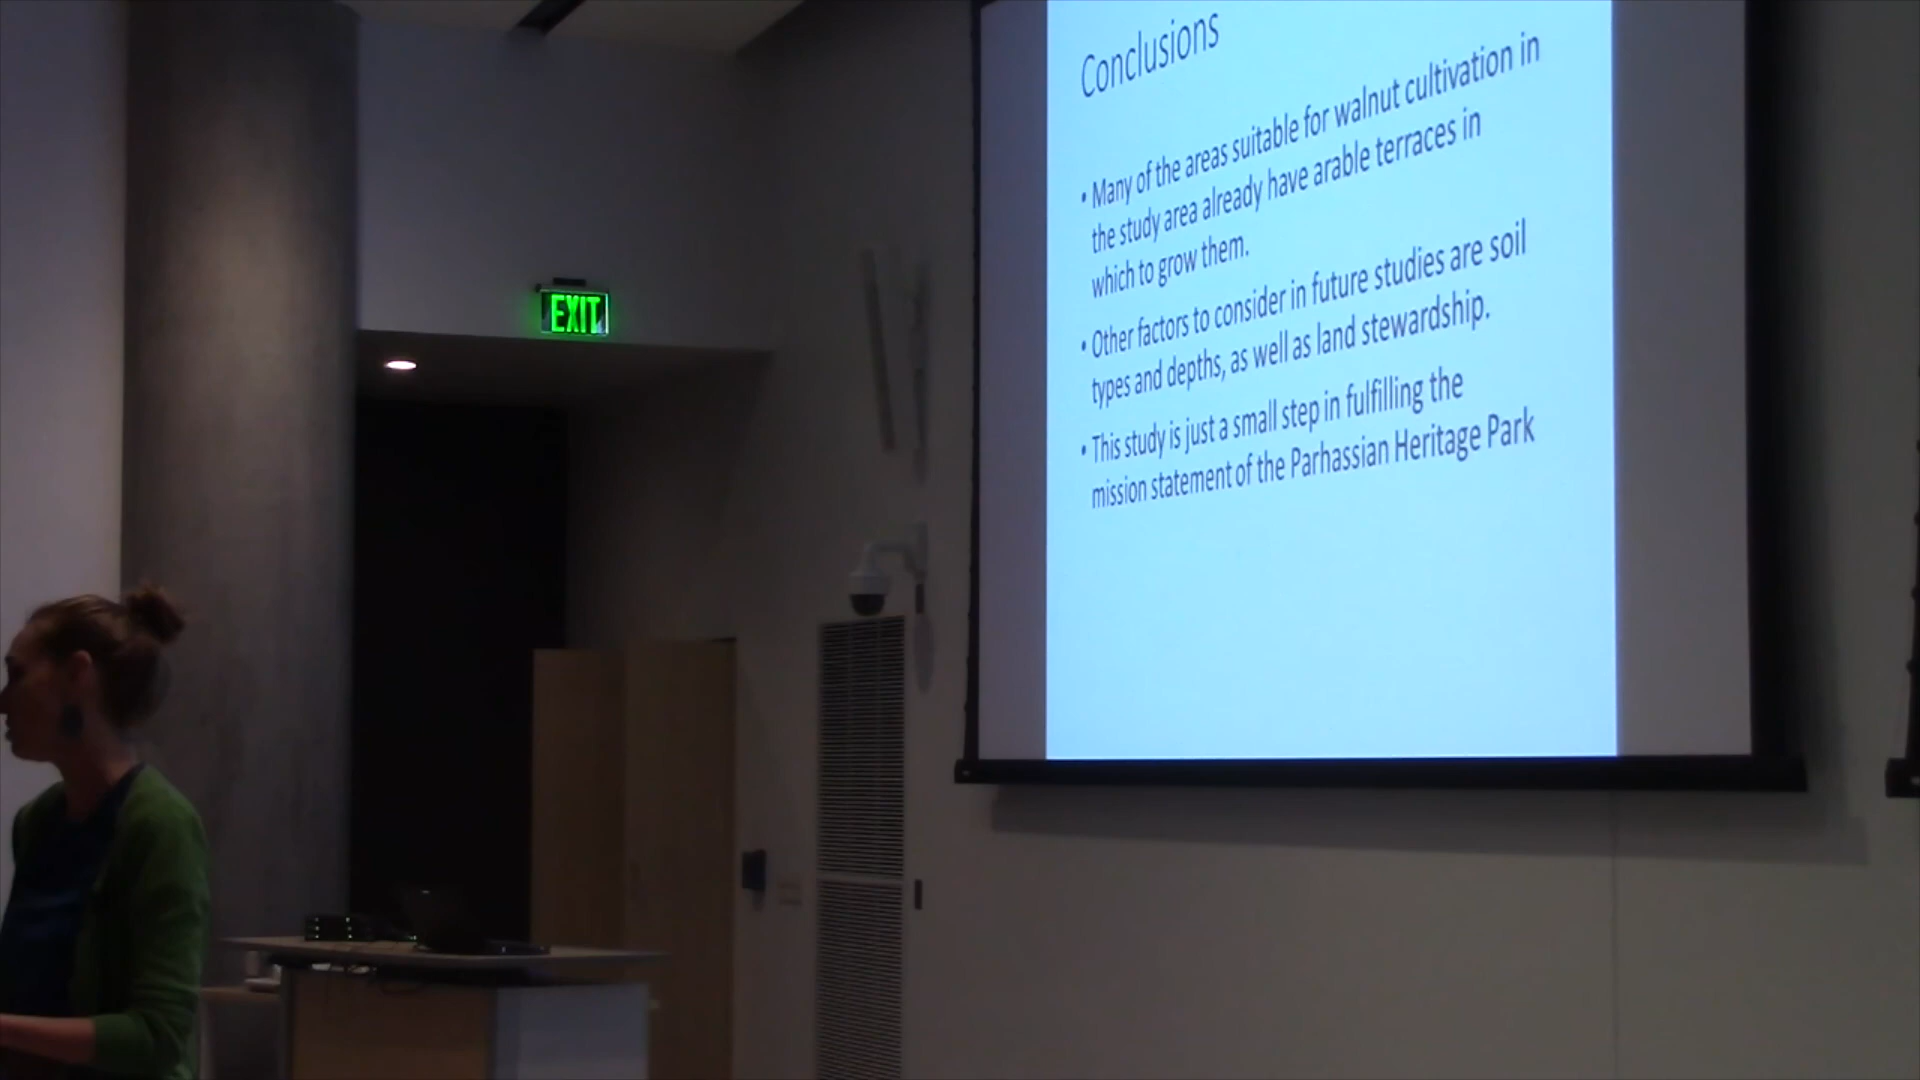 Conclusions
• Many of the areas suitable for walnut cultivation in
the study area already have arable terraces in
which to grow them.
• Other factors to consider in future studies are soil
types and depths, as well as land stewardship.
• This study is just a small step in fulfilling the
mission statement of the Parhassian Heritage Park
EXIT